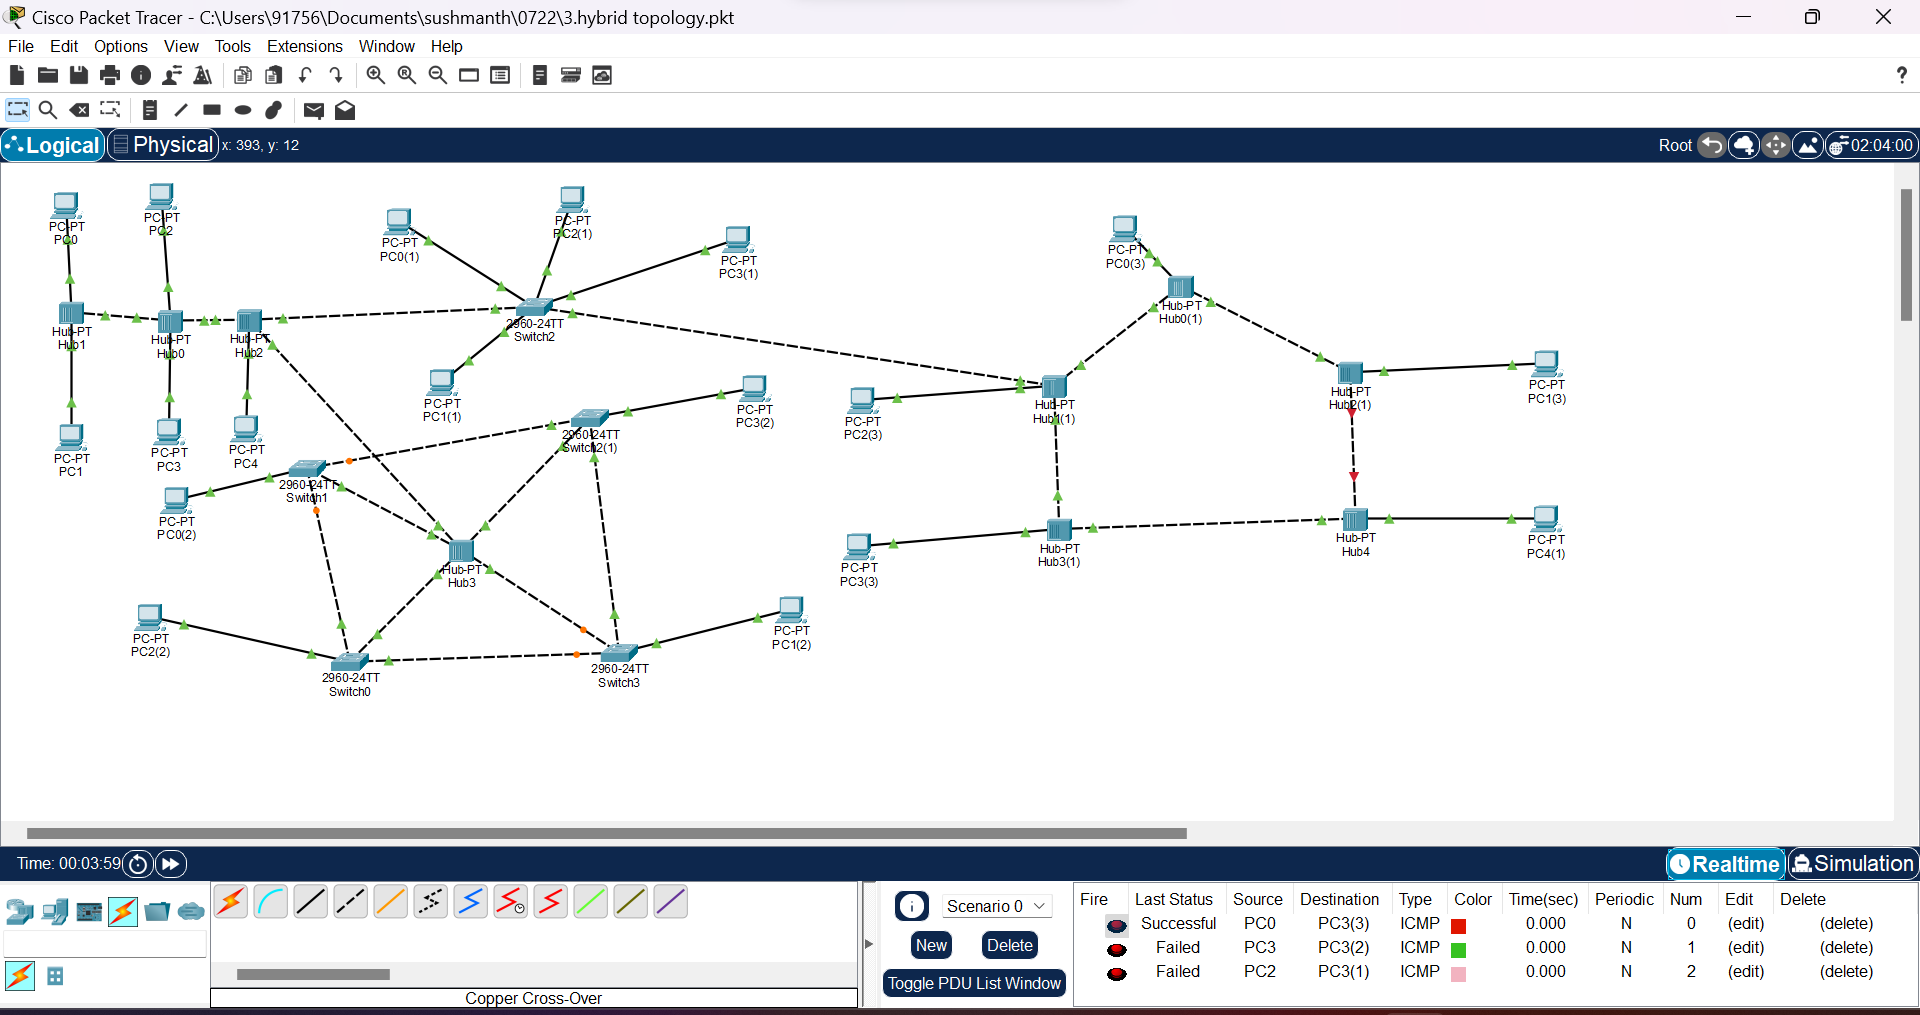 Cisco Packet Tracer - C:\Users\91756\Documents\sushmanth\0722\3.hybrid topology.pkt
File Edit Options View Tools Extensions Window Help
Logical Physical x: 393, y: 12 Root 02:04:00
PC-PT
PC0
PC-PT
PC2
PC-PT
PC0(1)
PC-PT
PC2(1)
PC-PT
PC3(1)
PC-PT
PC0(3)
Hub-PT
Hub0(1)
Hub-PT
Hub1
Hub-PT
Hub0
Hub-PT
Hub2
2960-24TT
Switch2
PC-PT
PC1(1)
PC-PT
PC3(2)
PC-PT
PC2(3)
Hub-PT
Hub1(1)
Hub-PT
Hub2(1)
PC-PT
PC1(3)
PC-PT
PC1
PC-PT
PC3
PC-PT
PC4
2960-24TT
Switch2(1)
2960-24TT
Switch1
PC-PT
PC0(2)
Hub-PT
Hub3
PC-PT
PC3(3)
Hub-PT
Hub3(1)
Hub-PT
Hub4
PC-PT
PC4(1)
PC-PT
PC2(2)
2960-24TT
Switch0
2960-24TT
Switch3
PC-PT
PC1(2)
Time: 00:03:59 Realtime Simulation
Scenario 0
New Delete
Toggle PDU List Window
Copper Cross-Over
Fire Last Status Source Destination Type Color Time(sec) Periodic Num Edit Delete
Successful PC0 PC3(3) ICMP 0.000 N 0 (edit) (delete)
Failed PC3 PC3(2) ICMP 0.000 N 1 (edit) (delete)
Failed PC2 PC3(1) ICMP 0.000 N 2 (edit) (delete)